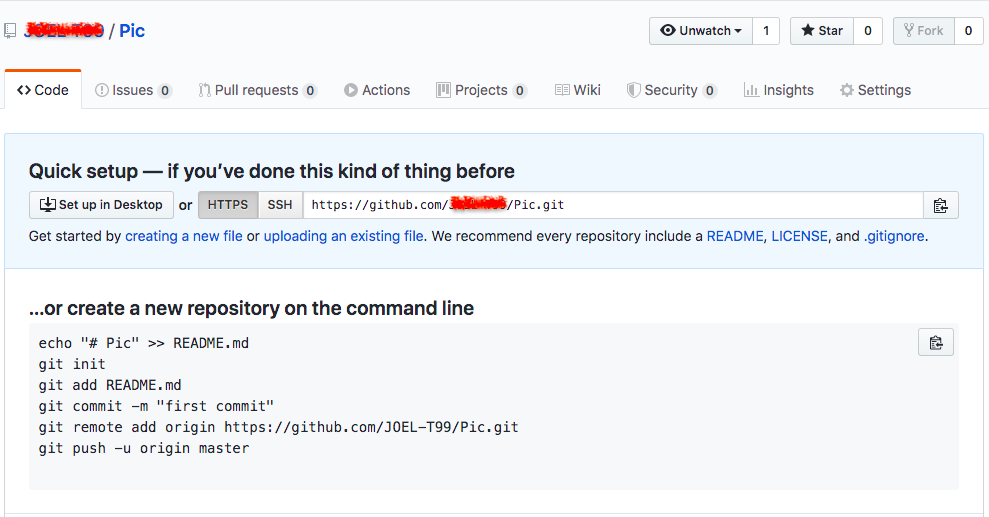 / Pic
Unwatch 1 Star 0 Fork 0
Code Issues 0 Pull requests 0 Actions Projects 0 Wiki Security 0 Insights Settings
Quick setup — if you’ve done this kind of thing before
Set up in Desktop or HTTPS SSH https://github.com/ /Pic.git
Get started by creating a new file or uploading an existing file. We recommend every repository include a README, LICENSE, and .gitignore.
...or create a new repository on the command line
echo "# Pic" >> README.md
git init
git add README.md
git commit -m "first commit"
git remote add origin https://github.com/JOEL-T99/Pic.git
git push -u origin master